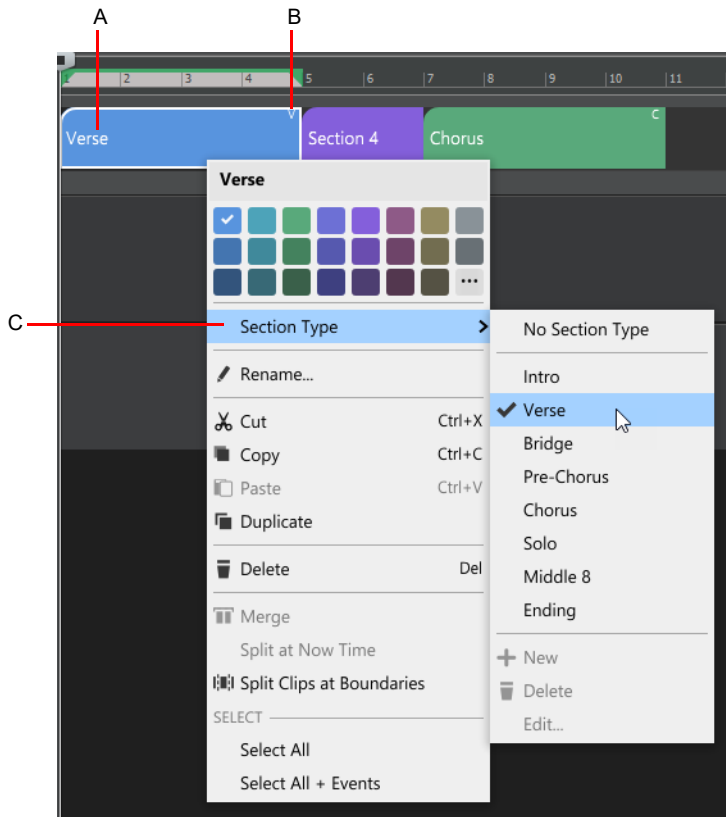 A B
1 2 3 4 5 6 7 8 9 10 11
V C
Verse Section 4 Chorus
Verse
...
C
Section Type
Rename...
Cut Ctrl+X
Copy Ctrl+C
Paste Ctrl+V
Duplicate
Delete Del
Merge
Split at Now Time
Split Clips at Boundaries
SELECT
Select All
Select All + Events
No Section Type
Intro
Verse
Bridge
Pre-Chorus
Chorus
Solo
Middle 8
Ending
New
Delete
Edit...